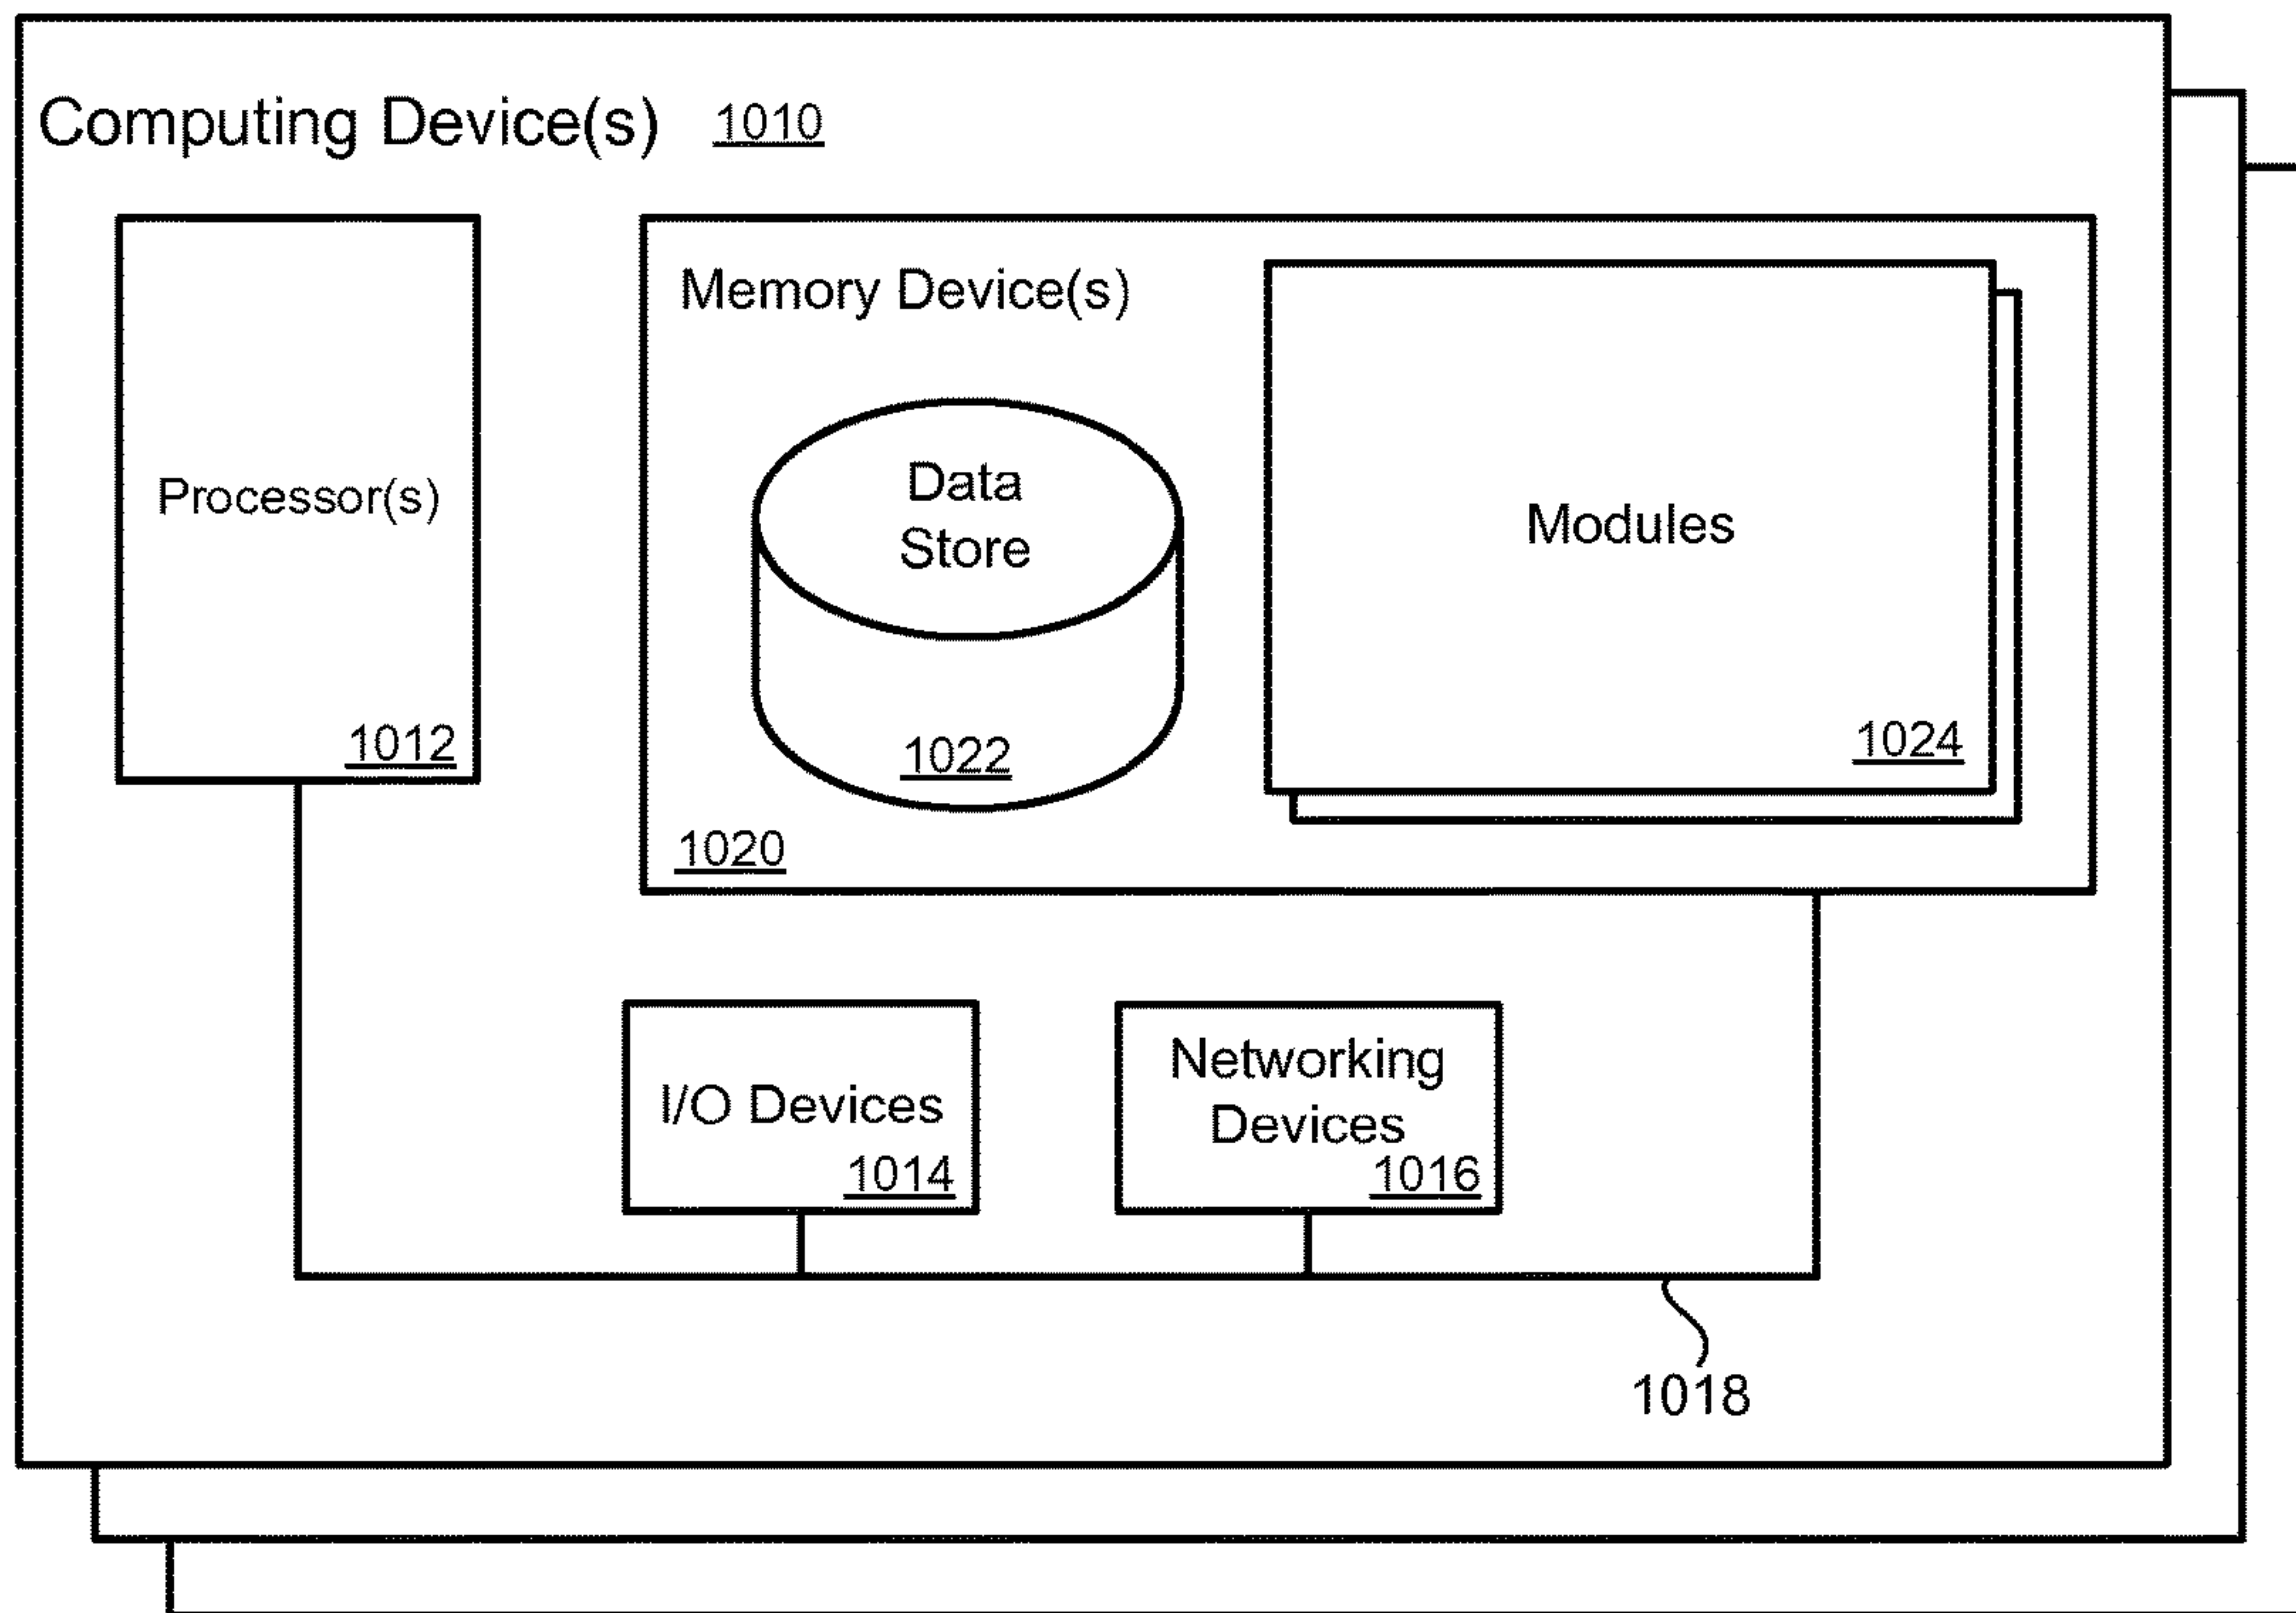 Computing Device(s) 1010
Processor(s)
1012
Memory Device(s)
Data
Store
1022
1020
Modules
1024
I/O Devices
1014
Networking
Devices
1016
1018